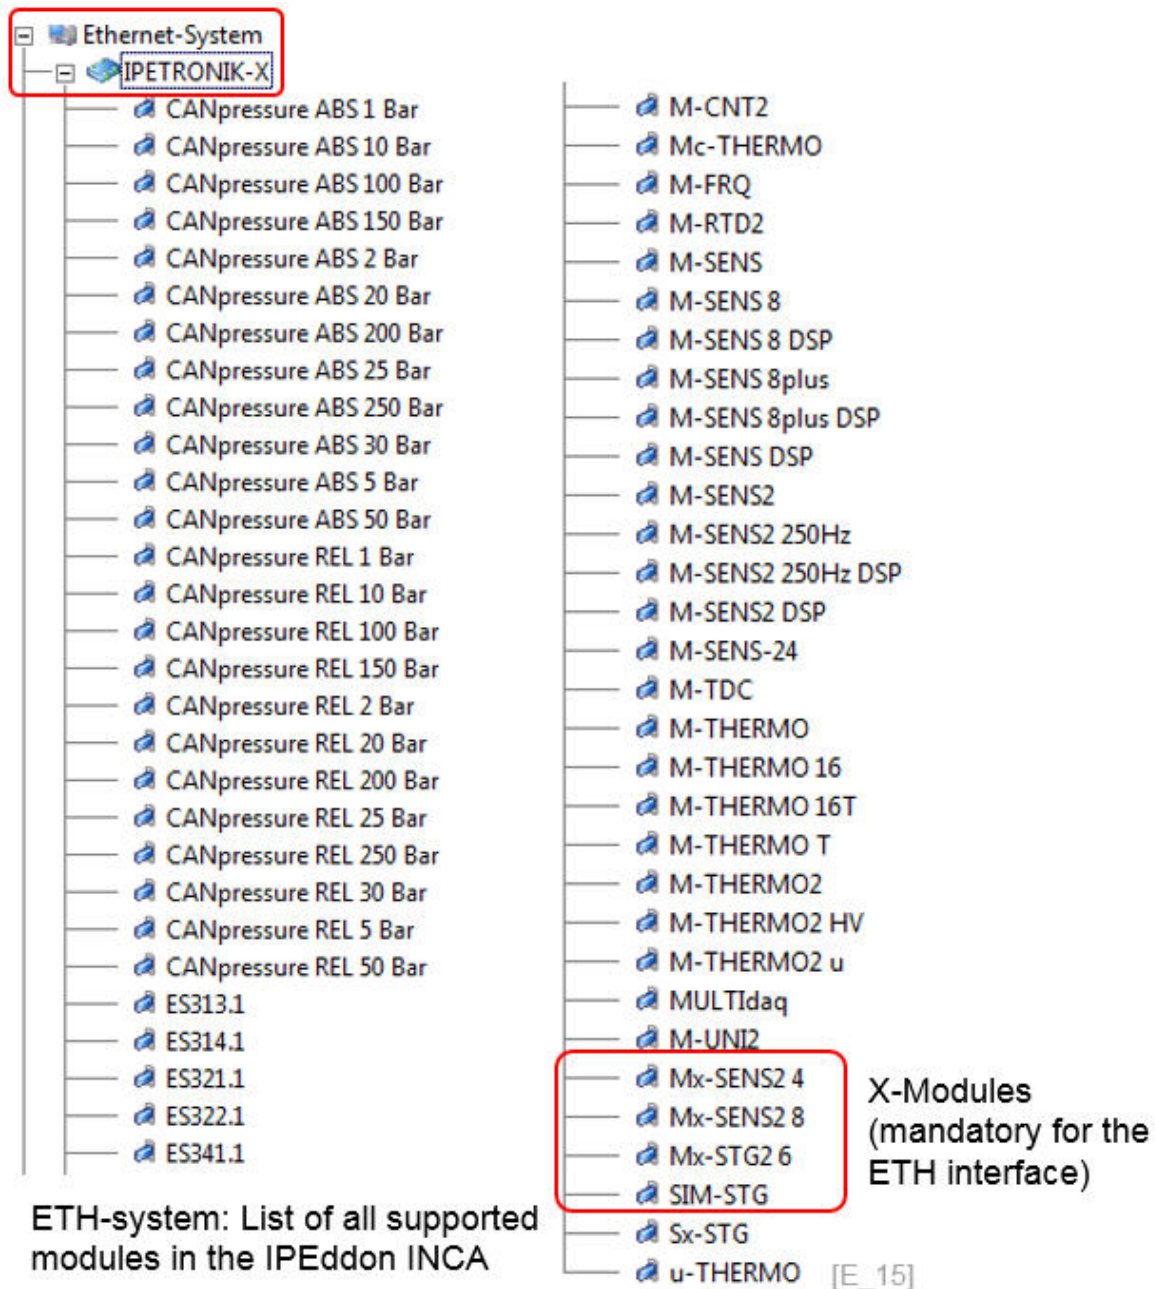 Ethernet-System
IPETRONIK-X
CANpressure ABS 1 Bar
CANpressure ABS 10 Bar
CANpressure ABS 100 Bar
CANpressure ABS 150 Bar
CANpressure ABS 2 Bar
CANpressure ABS 20 Bar
CANpressure ABS 200 Bar
CANpressure ABS 25 Bar
CANpressure ABS 250 Bar
CANpressure ABS 30 Bar
CANpressure ABS 5 Bar
CANpressure ABS 50 Bar
CANpressure REL 1 Bar
CANpressure REL 10 Bar
CANpressure REL 100 Bar
CANpressure REL 150 Bar
CANpressure REL 2 Bar
CANpressure REL 20 Bar
CANpressure REL 200 Bar
CANpressure REL 25 Bar
CANpressure REL 250 Bar
CANpressure REL 30 Bar
CANpressure REL 5 Bar
CANpressure REL 50 Bar
ES313.1
ES314.1
ES321.1
ES322.1
ES341.1
ETH-system: List of all supported
modules in the IPEddon INCA
M-CNT2
Mc-THERMO
M-FRQ
M-RTD2
M-SENS
M-SENS 8
M-SENS 8 DSP
M-SENS 8plus
M-SENS 8plus DSP
M-SENS DSP
M-SENS2
M-SENS2 250Hz
M-SENS2 250Hz DSP
M-SENS2 DSP
M-SENS-24
M-TDC
M-THERMO
M-THERMO 16
M-THERMO 16T
M-THERMO T
M-THERMO2
M-THERMO2 HV
M-THERMO2 u
MULTIdaq
M-UNI2
Mx-SENS2 4
Mx-SENS2 8
Mx-STG2 6
SIM-STG
Sx-STG
u-THERMO
X-Modules
(mandatory for the
ETH interface)
[E_15]